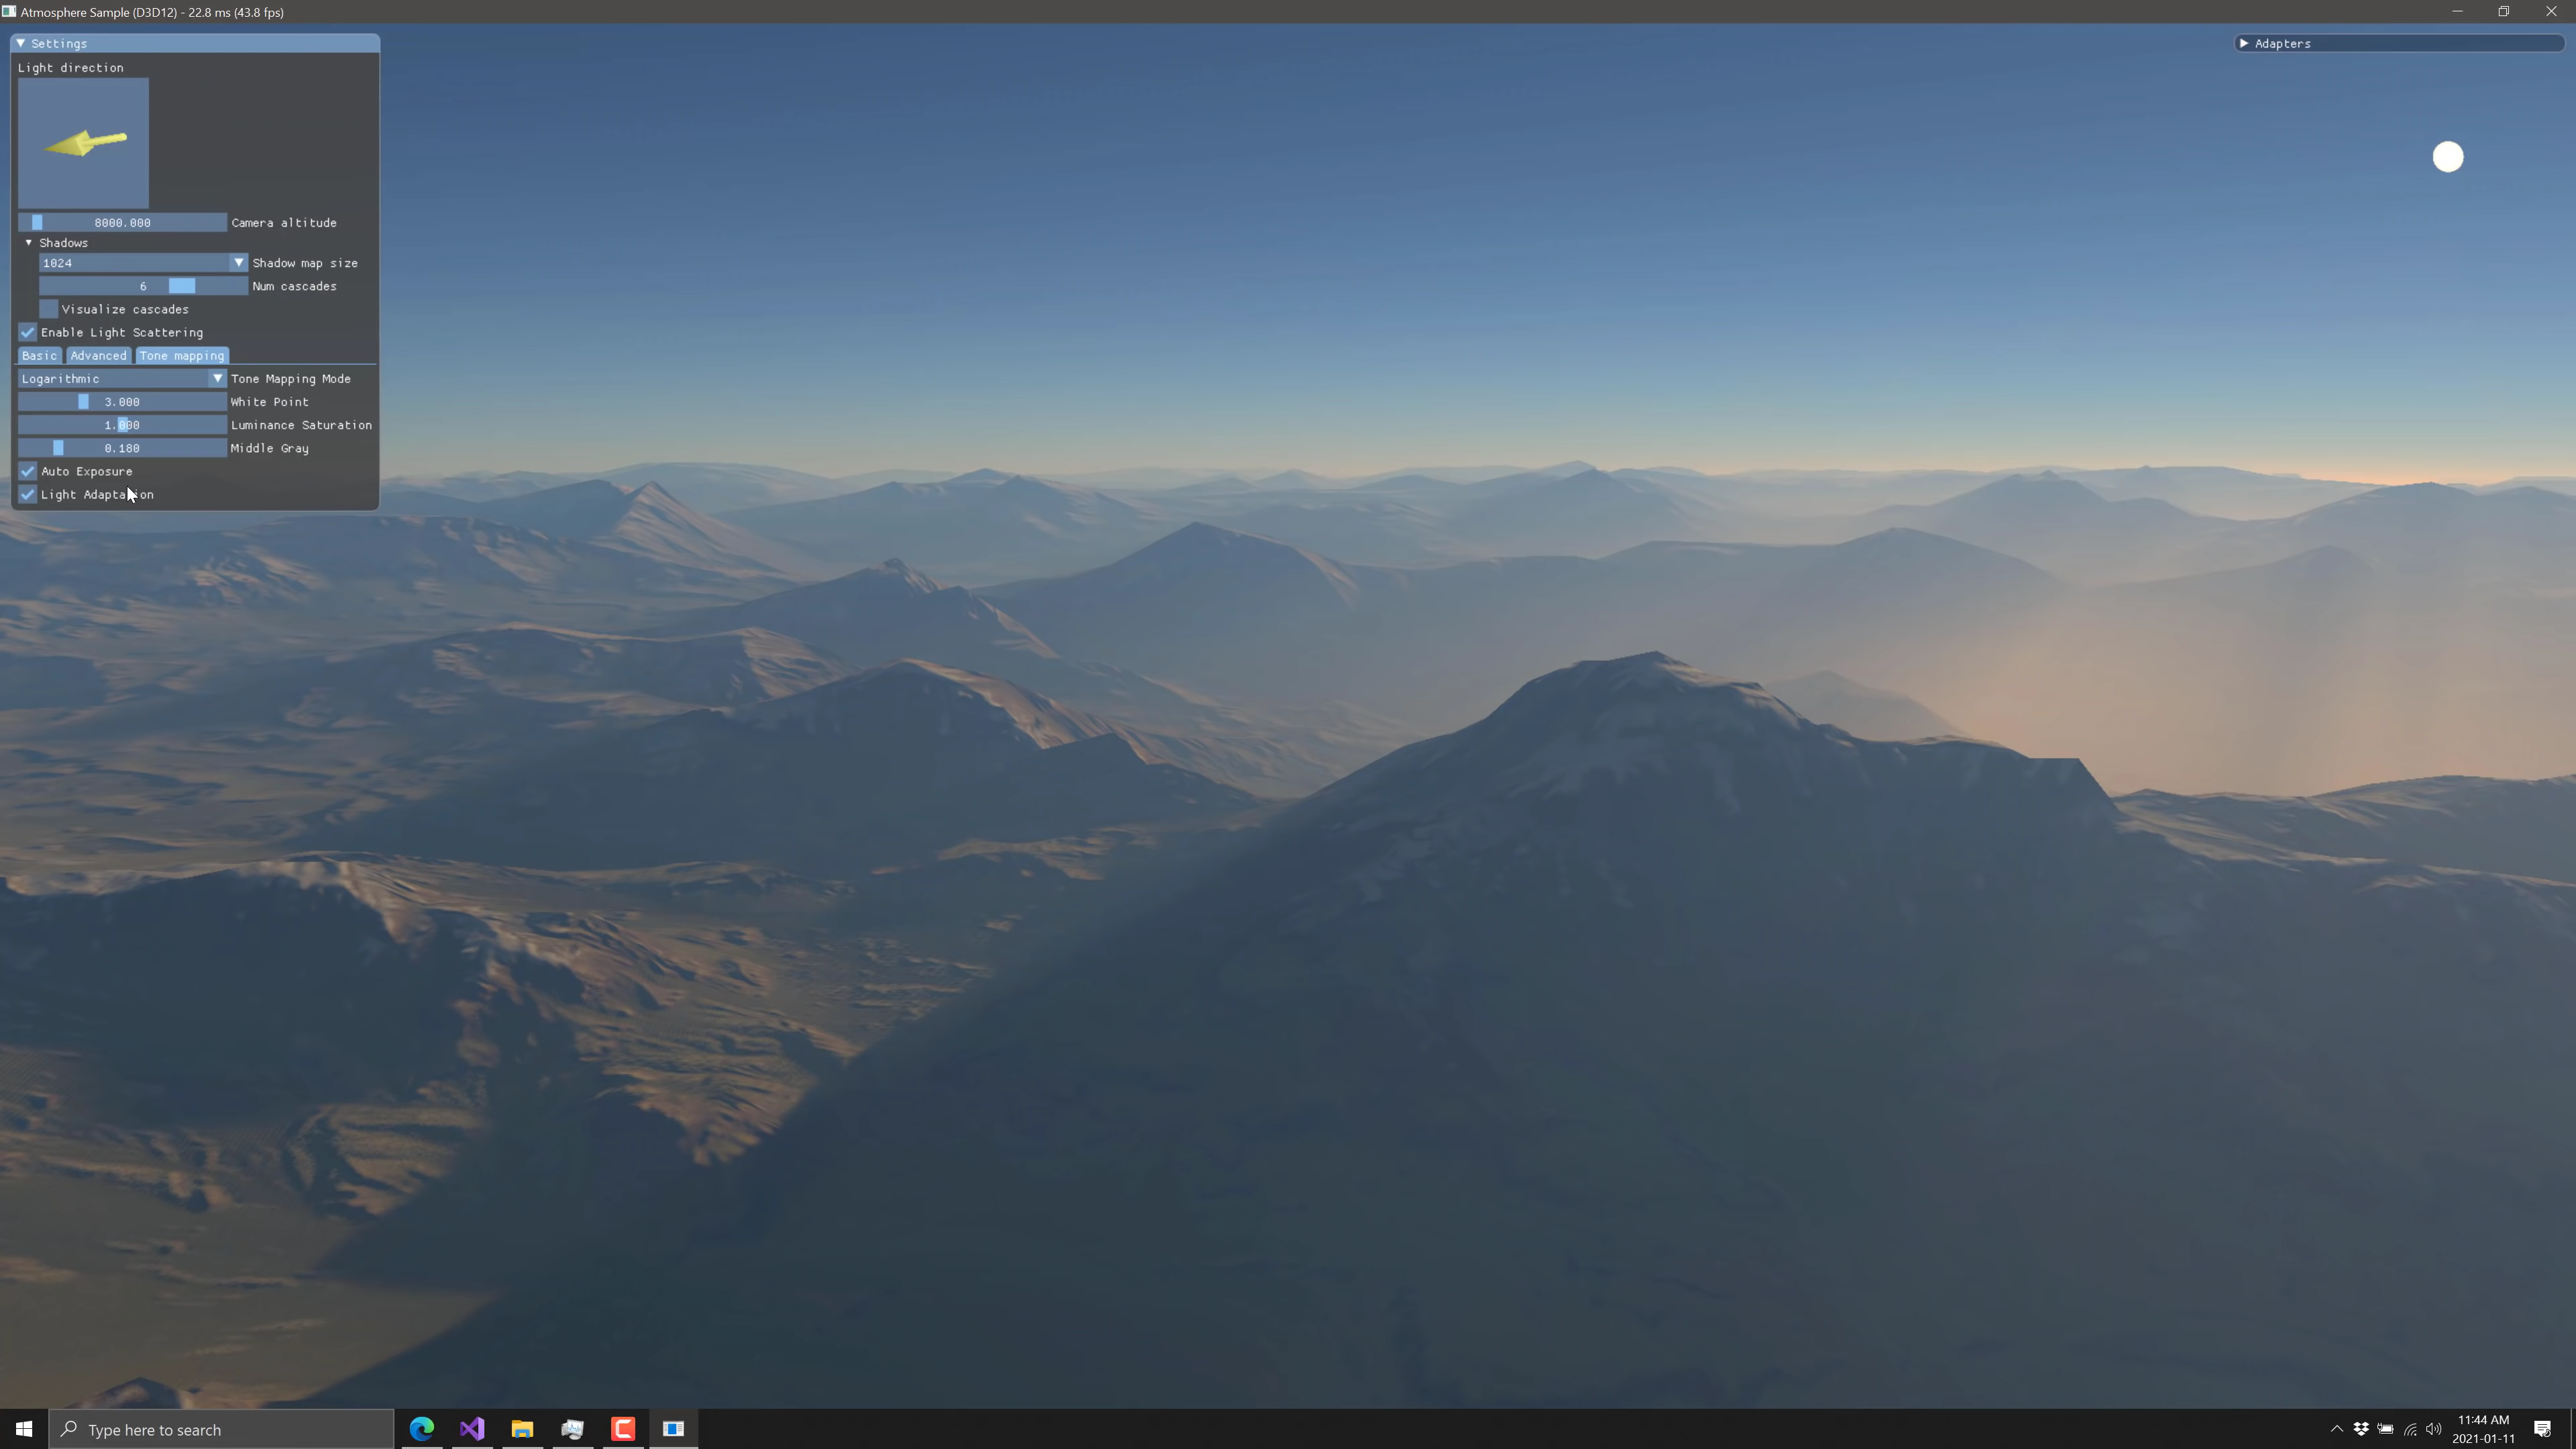 Atmosphere Sample (D3D12) - 22.8 ms (43.8 fps)
Settings
Adapters
Light direction
8000.000 Camera altitude
Shadows
1024 Shadow map size
6 Num cascades
Visualize cascades
Enable Light Scattering
Basic Advanced Tone mapping
Logarithmic Tone Mapping Mode
3.000 White Point
1.000 Luminance Saturation
0.180 Middle Gray
Auto Exposure
Light Adaptation
Type here to search
11:44 AM
2021-01-11